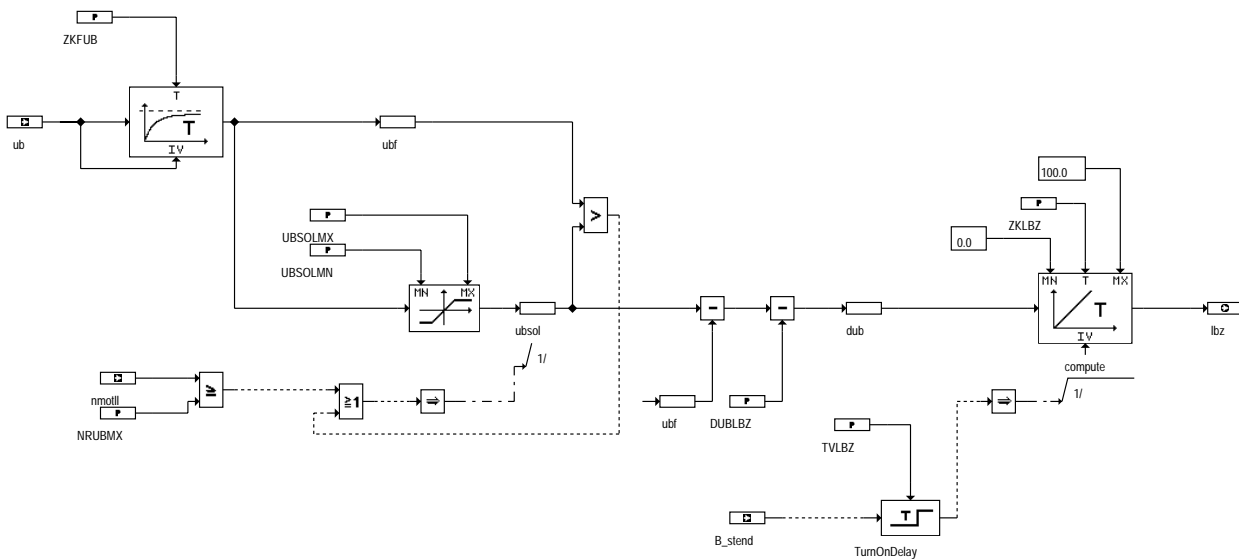 P
ZKFUB
T
T
IV
ub
ubf
P
UBSOLMX
P
UBSOLMN
>
MN MX
ubsol
1/
100.0
P
ZKLBZ
0.0
MN T MX
T
IV
lbz
-
-
dub
compute
1/
nmotll
P
NRUBMX
≥
≥1
⇒
ubf
P
DUBLBZ
⇒
P
TVLBZ
B_stend
T
TurnOnDelay